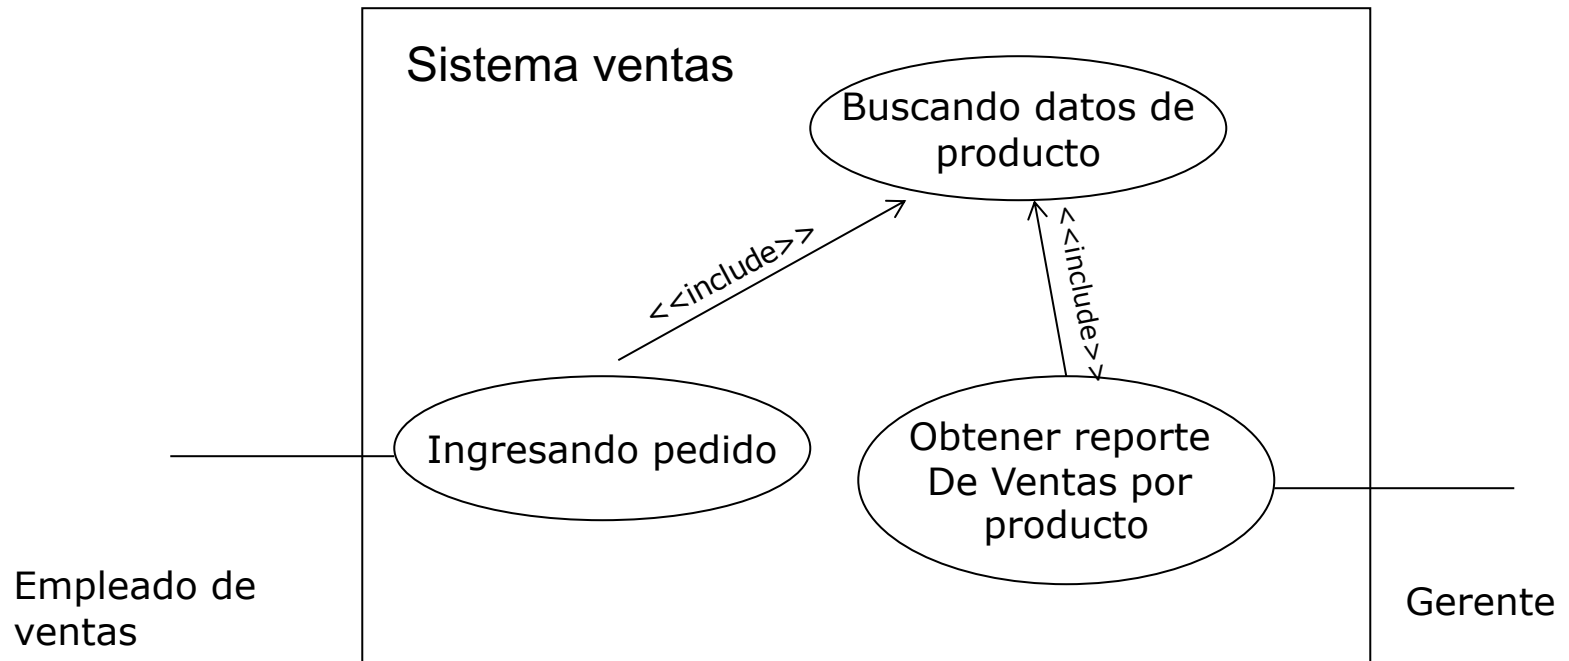 Sistema ventas
Buscando datos de
producto
<<include>>
<<include>>
Ingresando pedido
Obtener reporte
De Ventas por
producto
Empleado de
ventas
Gerente